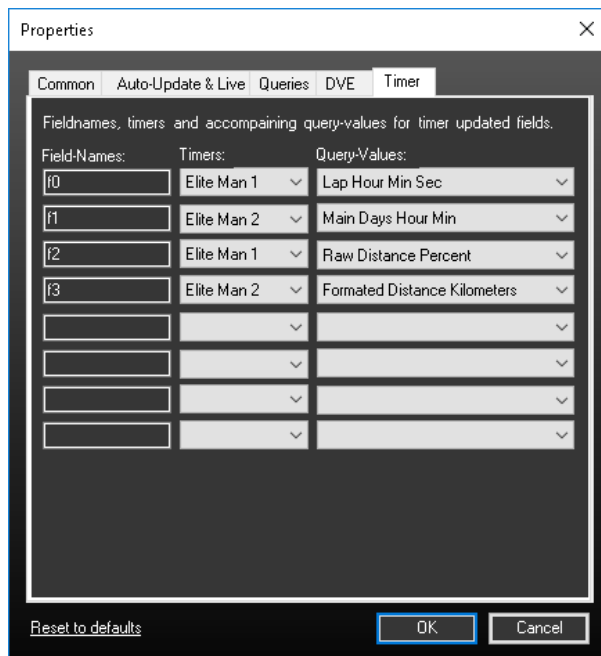 Properties
Common Auto-Update & Live Queries DVE Timer
Fieldnames, timers and accompaining query-values for timer updated fields.
Field-Names: Timers: Query-Values:
f0 Elite Man 1 Lap Hour Min Sec
f1 Elite Man 2 Main Days Hour Min
f2 Elite Man 1 Raw Distance Percent
f3 Elite Man 2 Formated Distance Kilometers
Reset to defaults OK Cancel